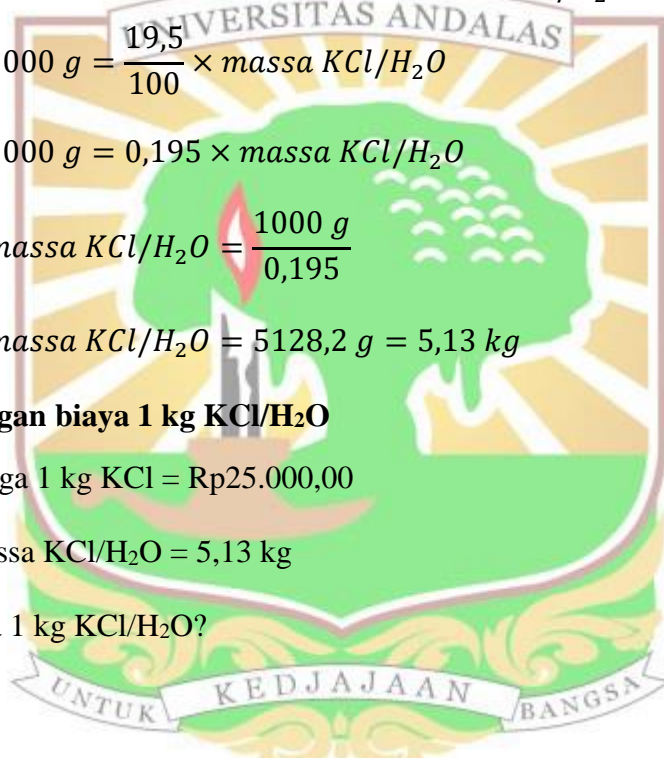 UNIVERSITAS ANDALAS
000 g = 19,5/100 × massa KCl/H₂O
000 g = 0,195 × massa KCl/H₂O
massa KCl/H₂O = 1000 g/0,195
massa KCl/H₂O = 5128,2 g = 5,13 kg
gan biaya 1 kg KCl/H₂O
ga 1 kg KCl = Rp25.000,00
ssa KCl/H₂O = 5,13 kg
1 kg KCl/H₂O?
UNTUK KEDJAJAAN BANGSA